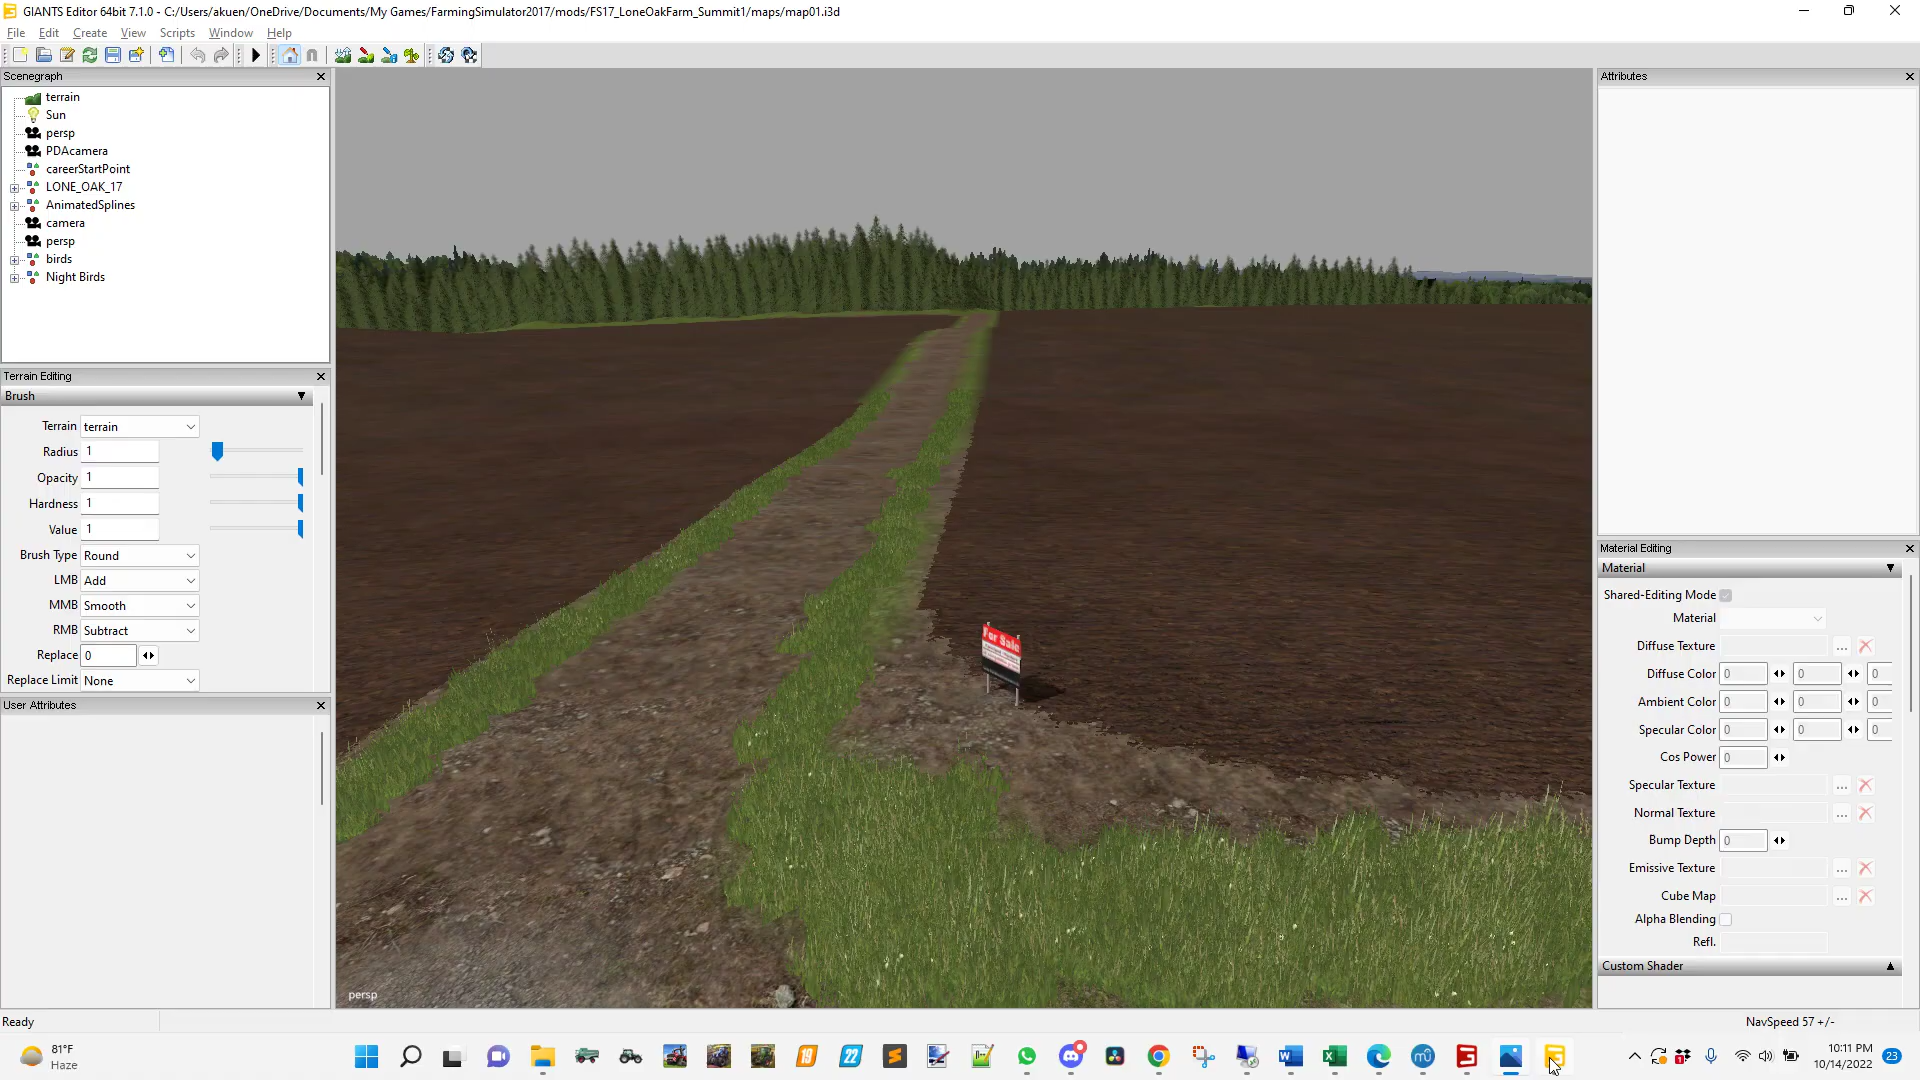 GIANTS Editor 64bit 7.1.0 - C:/Users/akuen/OneDrive/Documents/My Games/FarmingSimulator2017/mods/FS17_LoneOakFarm_Summit1/maps/map01.i3d
File Edit Create View Scripts Window Help
Scenegraph
terrain
Sun
persp
PDAcamera
careerStartPoint
LONE_OAK_17
AnimatedSplines
camera
persp
birds
Night Birds
Terrain Editing
Brush
Terrain terrain
Radius 1
Opacity 1
Hardness 1
Value 1
Brush Type Round
LMB Add
MMB Smooth
RMB Subtract
Replace 0
Replace Limit None
User Attributes
For Sale
persp
Attributes
Material Editing
Material
Shared-Editing Mode
Material
Diffuse Texture ...
Diffuse Color 0 0 0
Ambient Color 0 0 0
Specular Color 0 0 0
Cos Power 0
Specular Texture ...
Normal Texture ...
Bump Depth 0
Emissive Texture ...
Cube Map ...
Alpha Blending
Refl.
Custom Shader
Ready
NavSpeed 57 +/-
81°F
Haze
19
22
10:11 PM
10/14/2022
23